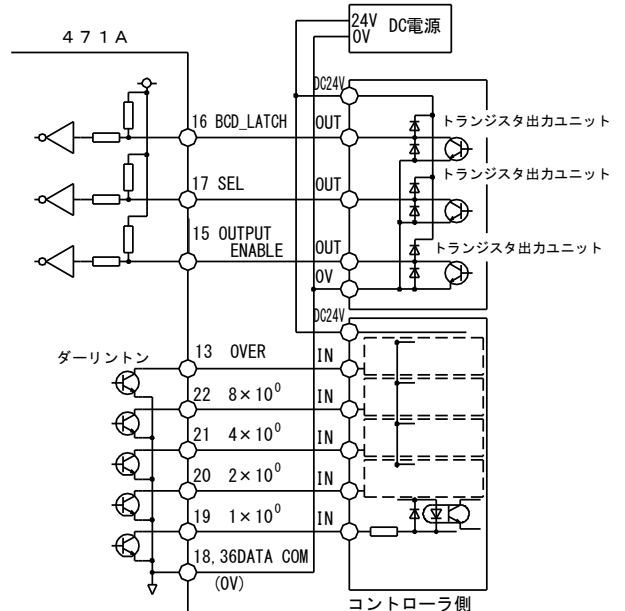 24V
0V
DC電源
471A
DC24V
16 BCD_LATCH
OUT
トランジスタ出力ユニット
トランジスタ出力ユニット
17 SEL
OUT
15 OUTPUT
ENABLE
OUT
トランジスタ出力ユニット
0V
DC24V
ダーリントン
13 OVER
IN
22 8×10⁰
IN
21 4×10⁰
IN
20 2×10⁰
IN
19 1×10⁰
IN
18,36DATA COM
(0V)
コントローラ側